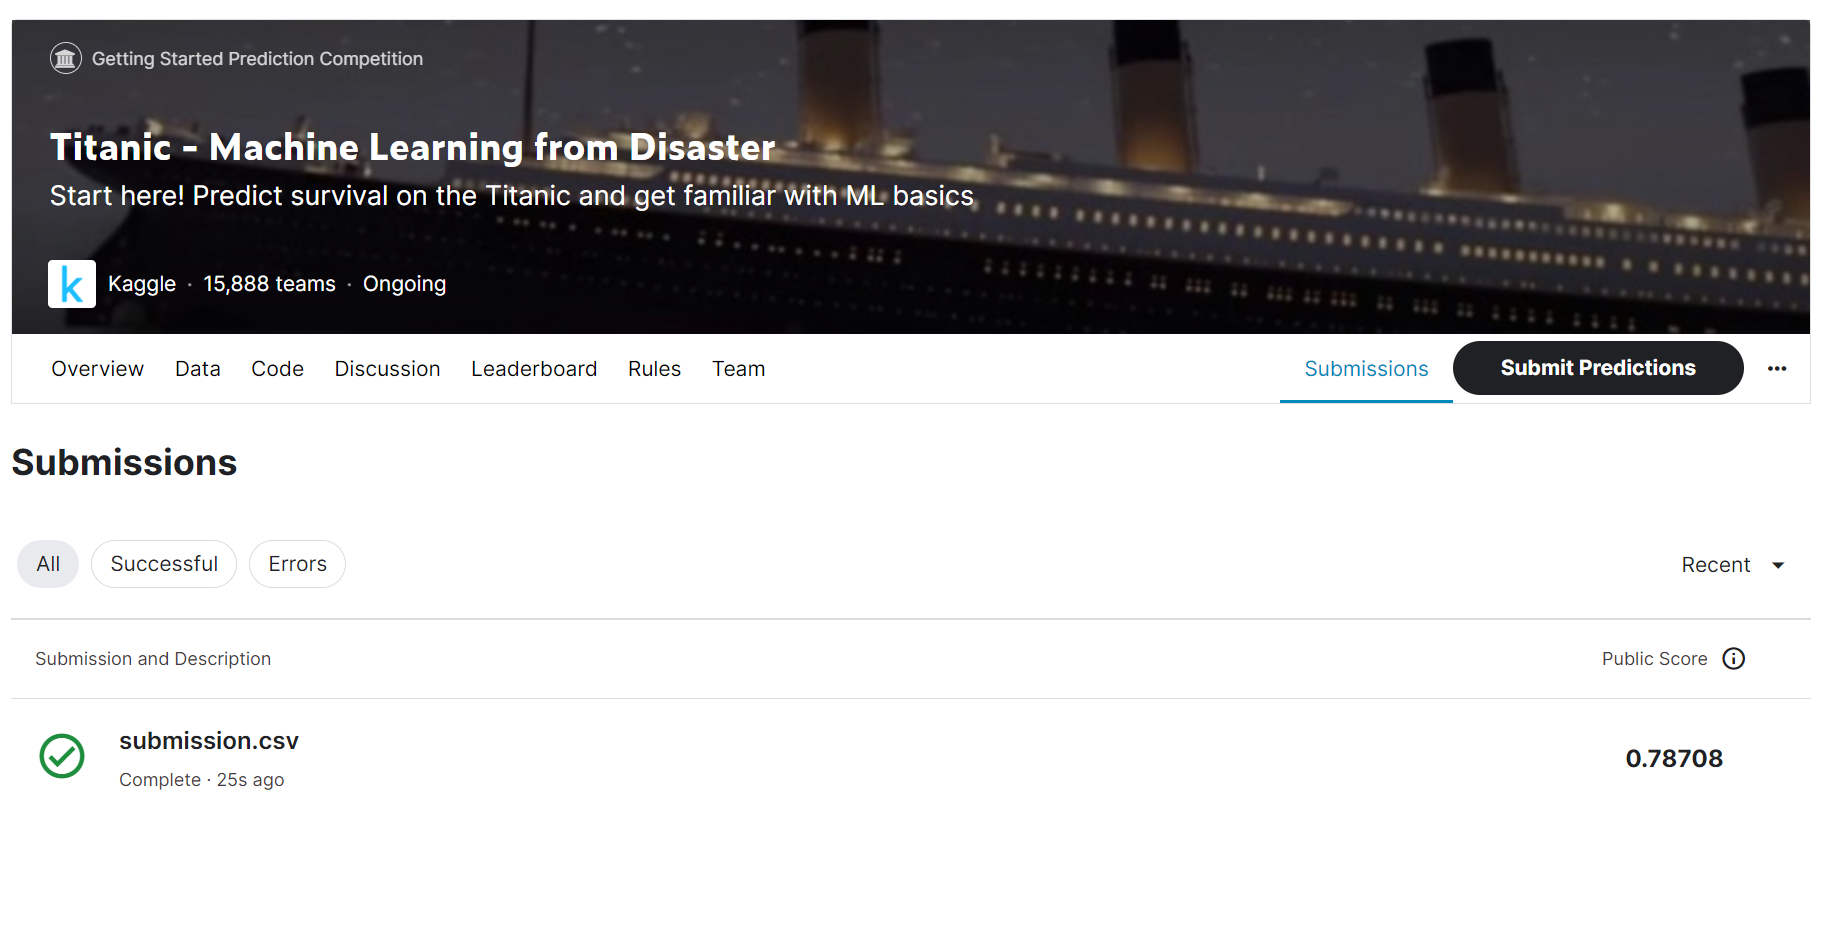 Getting Started Prediction Competition
Titanic - Machine Learning from Disaster
Start here! Predict survival on the Titanic and get familiar with ML basics
k
Kaggle · 15,888 teams · Ongoing
Overview Data Code Discussion Leaderboard Rules Team Submissions Submit Predictions ...
Submissions
All Successful Errors Recent
Submission and Description Public Score
submission.csv
0.78708
Complete · 25s ago